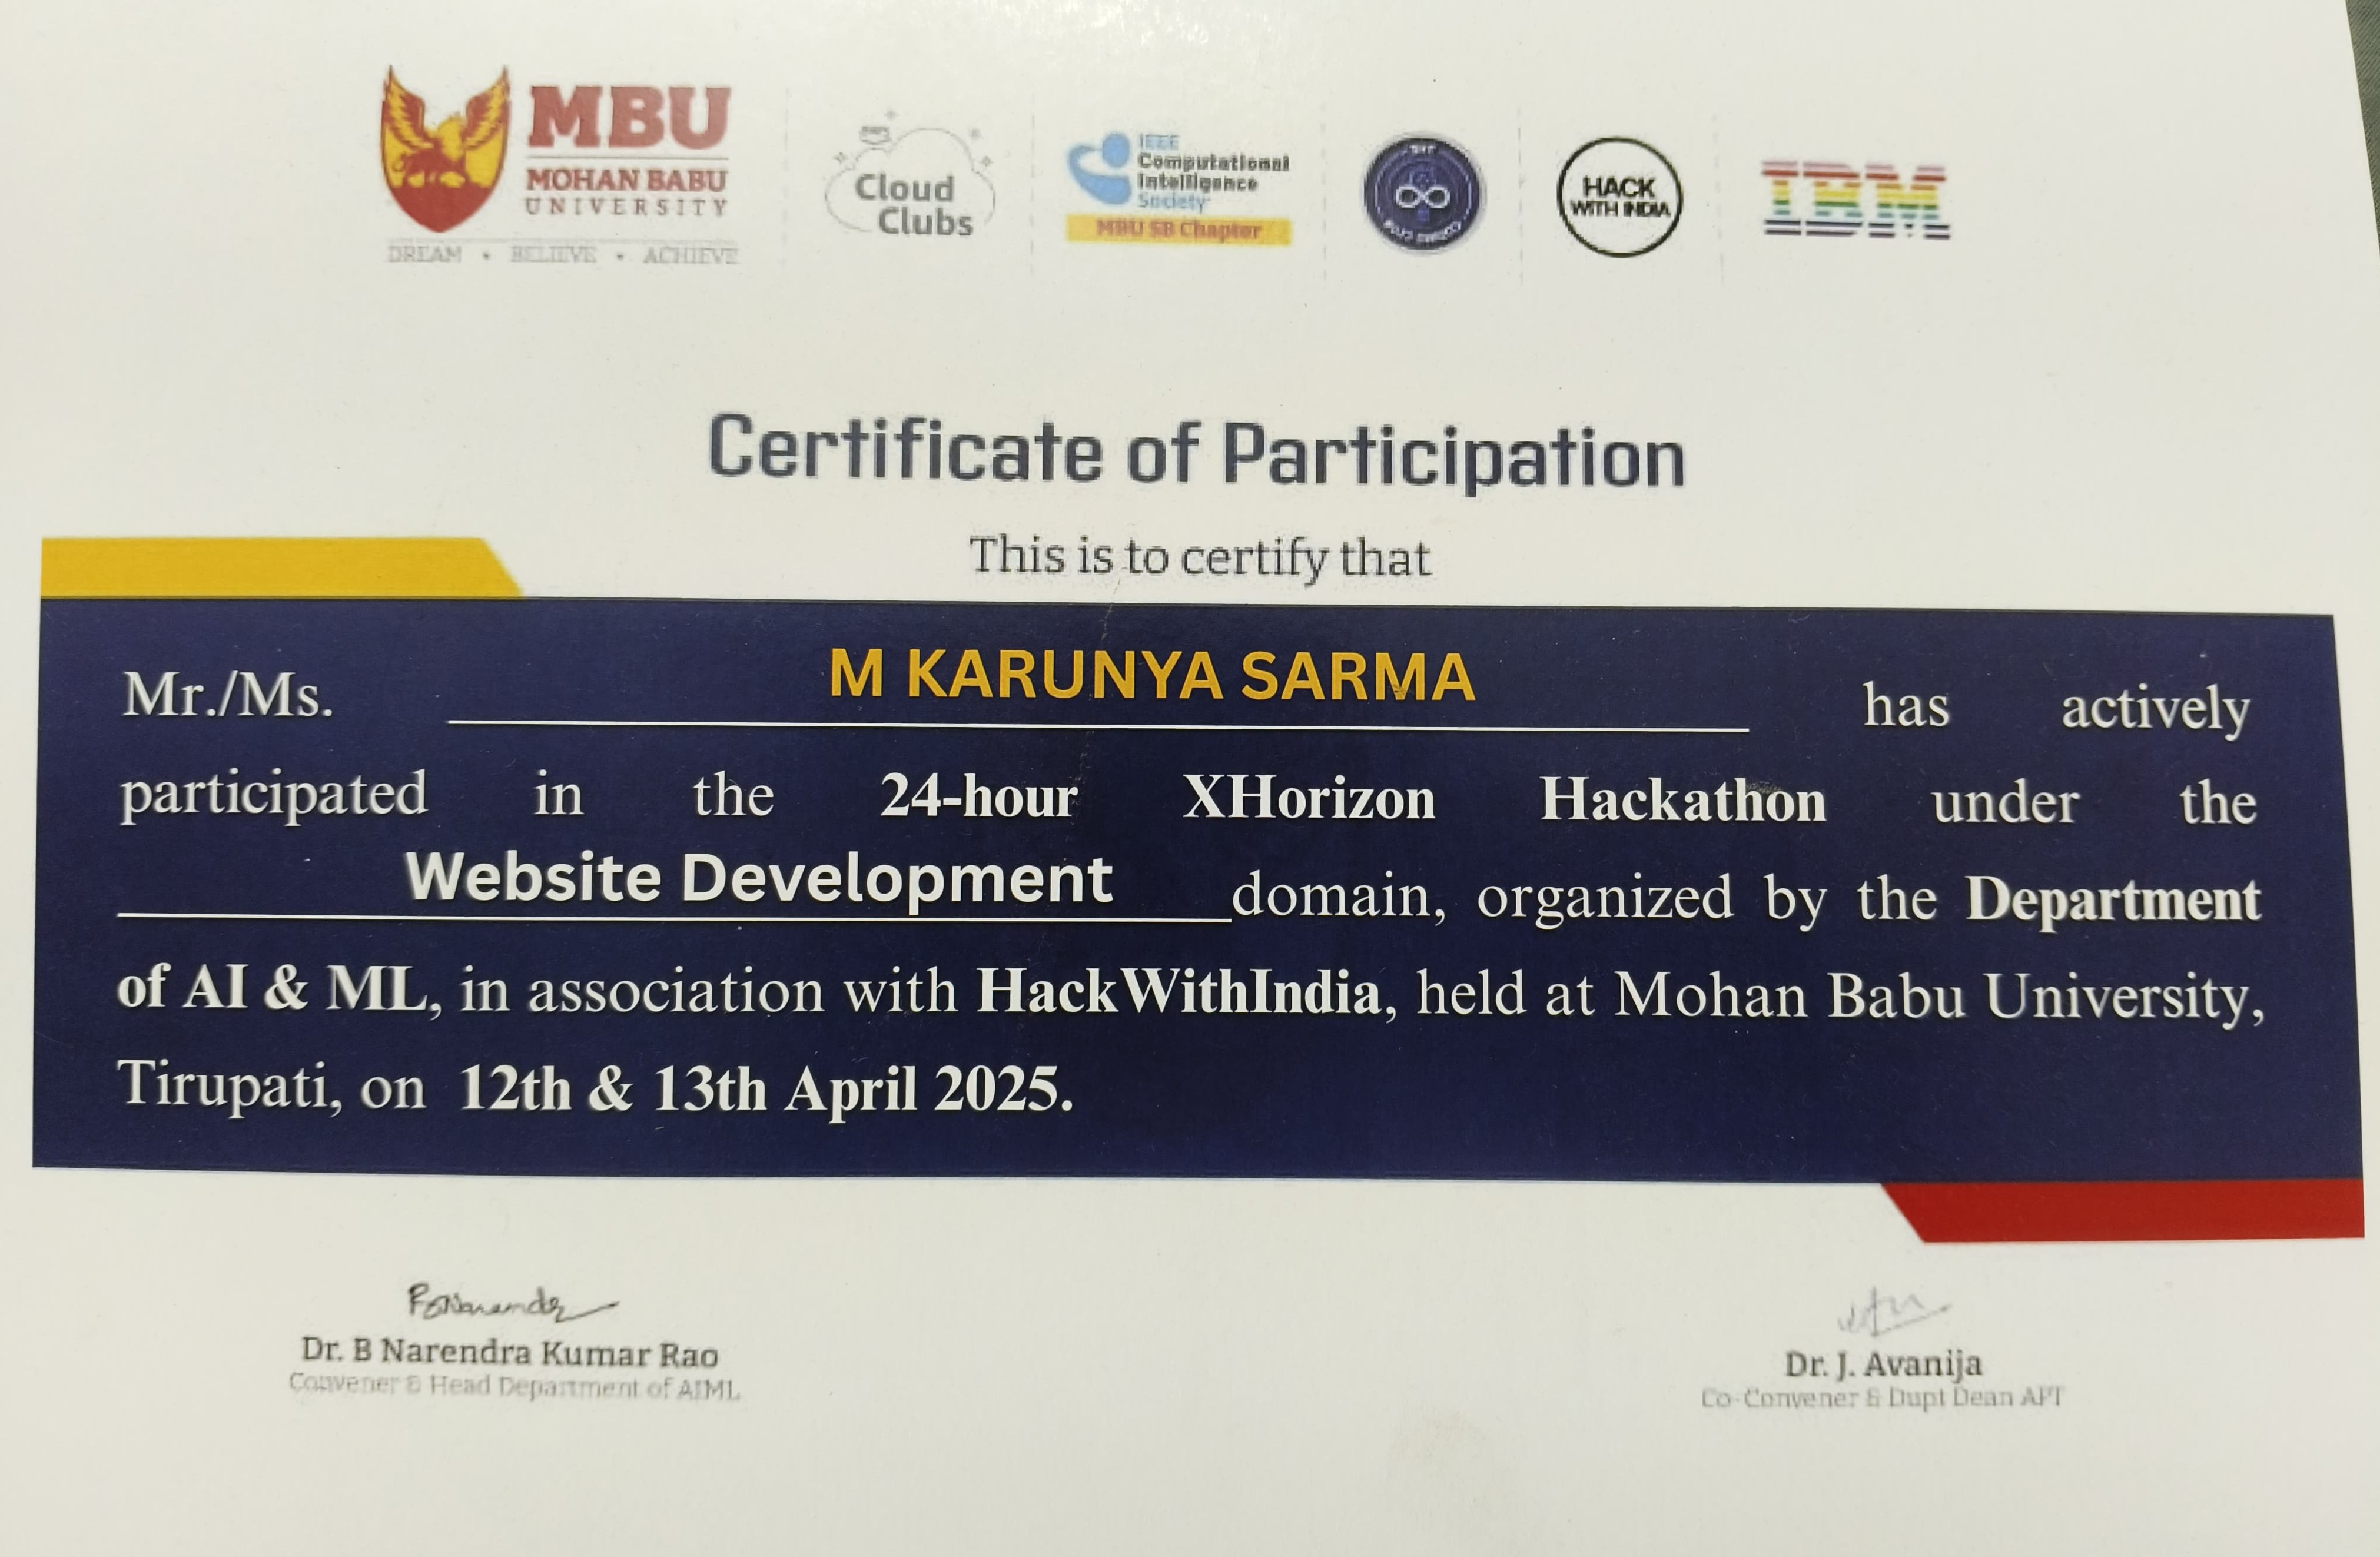 MBU
MOHAN BABU
UNIVERSITY
DREAM • BELIEVE • ACHIEVE
aws
Cloud
Clubs
IEEE
Computational
Intelligence
Society
MBU SB Chapter
HACK
WITH INDIA
IBM
Certificate of Participation
This is to certify that
Mr./Ms. M KARUNYA SARMA has actively
participated in the 24-hour XHorizon Hackathon under the
Website Development domain, organized by the Department
of AI & ML, in association with HackWithIndia, held at Mohan Babu University,
Tirupati, on 12th & 13th April 2025.
Dr. B Narendra Kumar Rao
Convener & Head Department of AIML
Dr. J. Avanija
Co-Convener & Dupt Dean APT